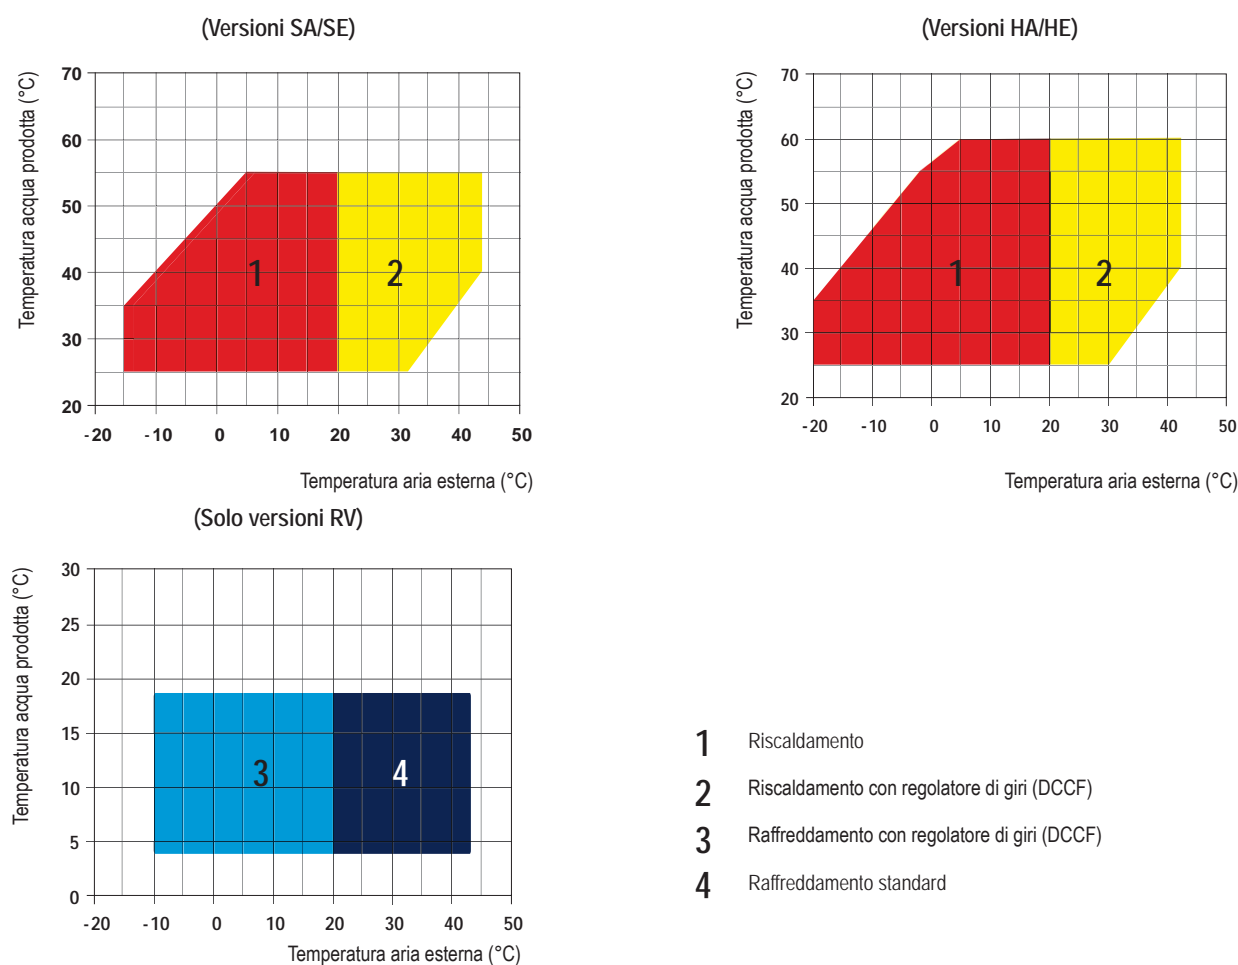 (Versioni SA/SE)
Temperatura acqua prodotta (°C)
70
60
50
40
30
20
1
2
-20 -10 0 10 20 30 40 50
Temperatura aria esterna (°C)
(Versioni HA/HE)
Temperatura acqua prodotta (°C)
70
60
50
40
30
20
1
2
-20 -10 0 10 20 30 40 50
Temperatura aria esterna (°C)
(Solo versioni RV)
Temperatura acqua prodotta (°C)
30
25
20
15
10
5
0
3
4
-20 -10 0 10 20 30 40 50
Temperatura aria esterna (°C)
1 Riscaldamento
2 Riscaldamento con regolatore di giri (DCCF)
3 Raffreddamento con regolatore di giri (DCCF)
4 Raffreddamento standard